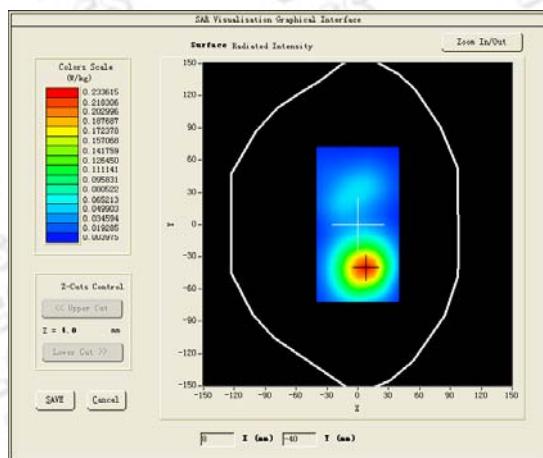 SAR Visualisation Graphical Interface
Surface Radiated Intensity
Zoom In/Out
Colors Scale
(W/kg)
0.233615
0.218306
0.202996
0.187687
0.172378
0.157068
0.141759
0.126450
0.111141
0.095831
0.080522
0.065213
0.049903
0.034594
0.019285
0.003975
150
120
90
60
30
0
-30
-60
-90
-120
-150
Y
-150 -120 -90 -60 -30 0 30 60 90 120 150
X
Z-Cuts Control
<< Upper Cut
Z = 4.0 mm
Lower Cut >>
SAVE Cancel
8 X (mm) -40 Y (mm)